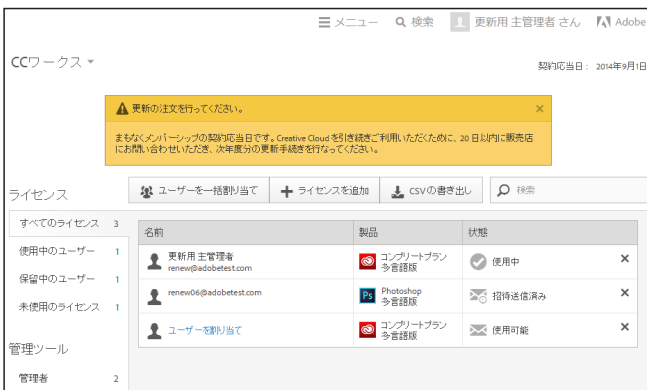 メニュー 検索 更新用 主管理者 さん Adobe
CCワークス
契約応当日： 2014年9月1日
更新の注文を行ってください。 ×
まもなくメンバーシップの契約応当日です。Creative Cloud を引き続きご利用いただくために、20 日以内に販売店
にお問い合わせいただき、次年度分の更新手続きを行なってください。
ライセンス
ユーザーを一括割り当て ライセンスを追加 CSVの書き出し 検索
すべてのライセンス 3
使用中のユーザー 1
保留中のユーザー 1
未使用のライセンス 1
名前 製品 状態
更新用 主管理者
renew@adobetest.com
コンプリートプラン
多言語版
使用中 ×
renew06@adobetest.com
Ps Photoshop
多言語版
招待送信済み ×
ユーザーを割り当て
コンプリートプラン
多言語版
使用可能 ×
管理ツール
管理者 2